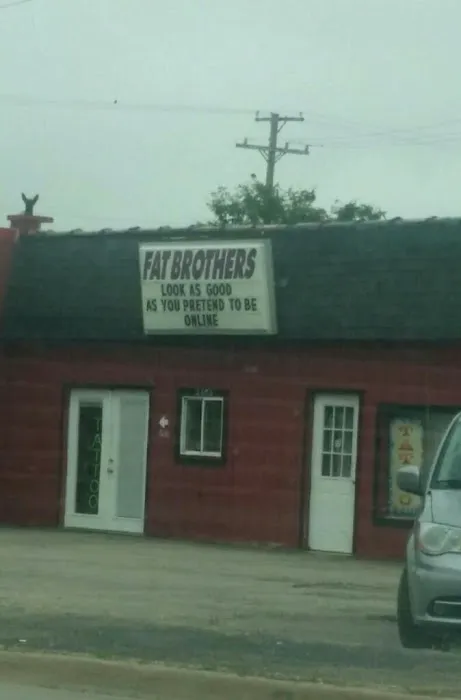 FAT BROTHERS
LOOK AS GOOD
AS YOU PRETEND TO BE
ONLINE
TATTOO